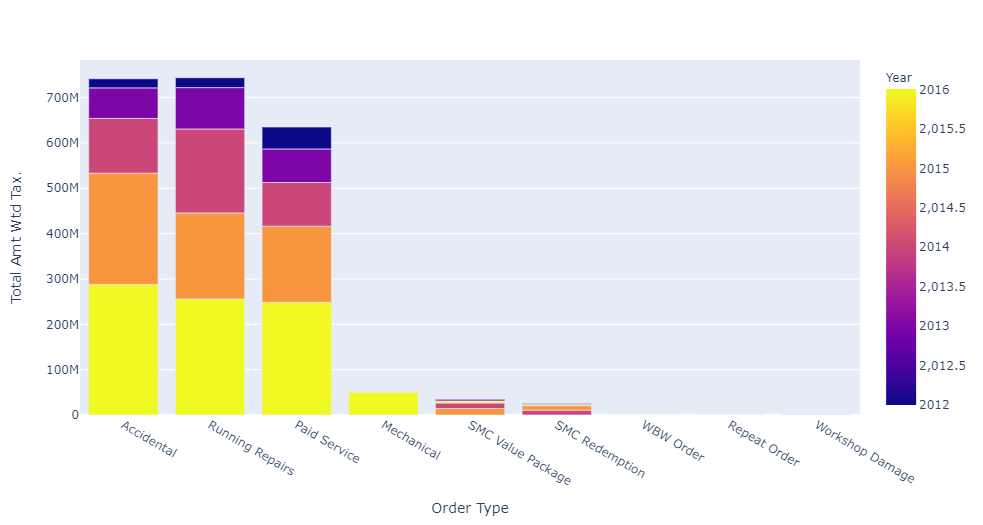 Year
2016
2,015.5
2015
2,014.5
2014
2,013.5
2013
2,012.5
2012
Total Amt Wtd Tax.
700M
600M
500M
400M
300M
200M
100M
0
Accidental
Running Repairs
Paid Service
Mechanical
SMC Value Package
SMC Redemption
WBW Order
Repeat Order
Workshop Damage
Order Type